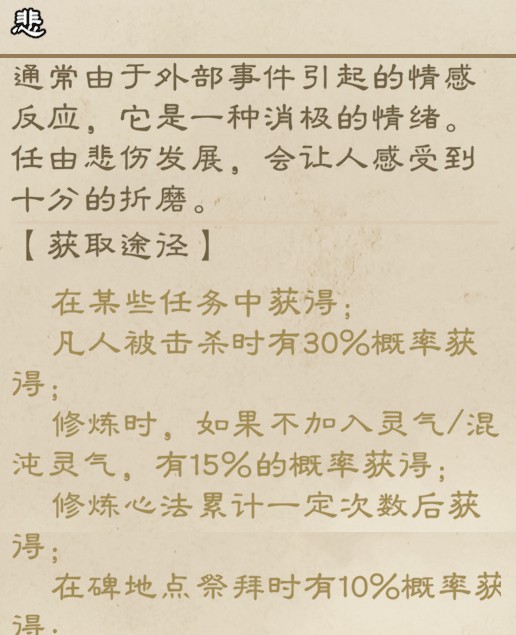 悲
通常由于外部事件引起的情感
反应，它是一种消极的情绪。
任由悲伤发展，会让人感受到
十分的折磨。
【获取途径】
在某些任务中获得；
凡人被击杀时有30%概率获
得；
修炼时，如果不加入灵气/混
沌灵气，有15%的概率获得；
修炼心法累计一定次数后获
得；
在碑地点祭拜时有10%概率获
得；